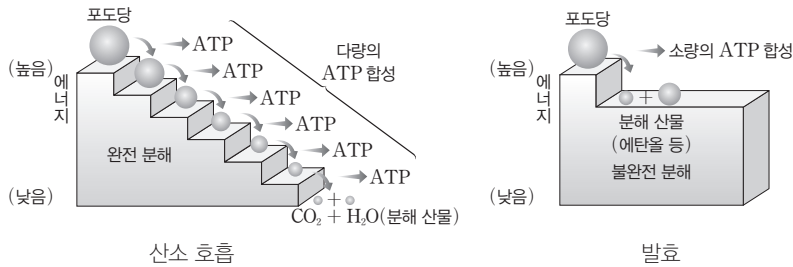 포도당
ATP
ATP
ATP
ATP
ATP
ATP
다량의
ATP 합성
(높음)
에너지
(낮음)
완전 분해
CO₂ + H₂O(분해 산물)
산소 호흡
포도당
소량의 ATP 합성
(높음)
에너지
(낮음)
+
분해 산물
(에탄올 등)
불완전 분해
발효